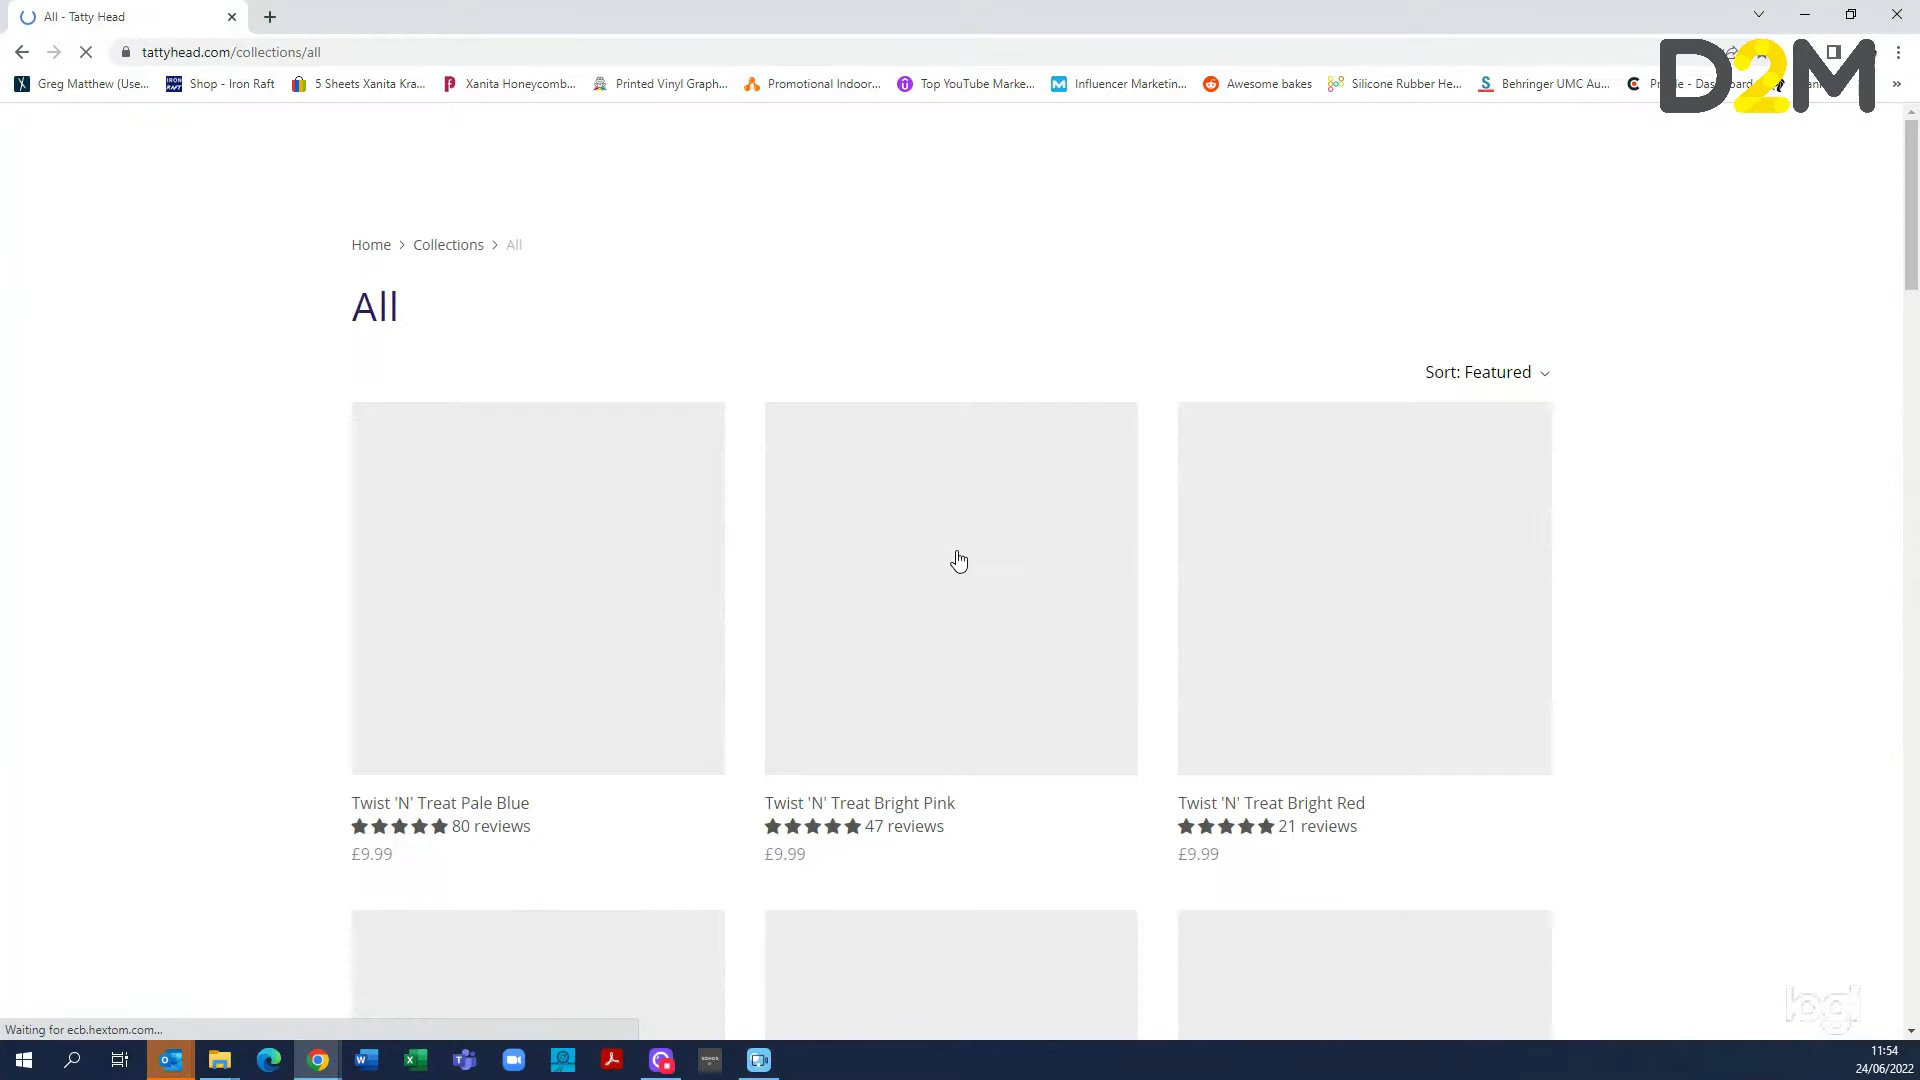 All - Tatty Head
tattyhead.com/collections/all
D2M
Greg Matthew (Use...
Shop - Iron Raft
5 Sheets Xanita Kra...
Xanita Honeycomb...
Printed Vinyl Graph...
Promotional Indoor...
Top YouTube Marke...
Influencer Marketin...
Awesome bakes
Silicone Rubber He...
Behringer UMC Au...
Home > Collections > All
All
Sort: Featured
Twist 'N' Treat Pale Blue
80 reviews
£9.99
Twist 'N' Treat Bright Pink
47 reviews
£9.99
Twist 'N' Treat Bright Red
21 reviews
£9.99
logi
Waiting for ecb.hextom.com...
11:54
24/06/2022